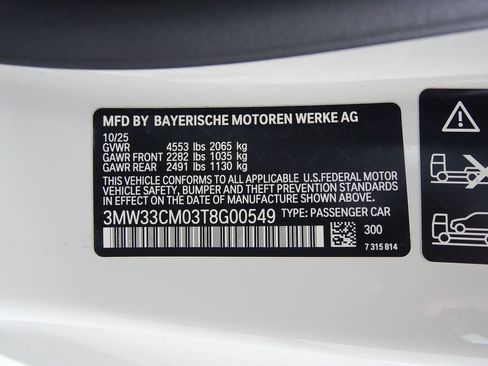 MFD BY BAYERISCHE MOTOREN WERKE AG
10/25
GVWR 4553 lbs 2065 kg
GAWR FRONT 2282 lbs 1035 kg
GAWR REAR 2491 lbs 1130 kg
THIS VEHICLE CONFORMS TO ALL APPLICABLE U.S.FEDERAL MOTOR
VEHICLE SAFETY, BUMPER AND THEFT PREVENTION STANDARDS
IN EFFECT ON THE DATE OF MANUFACTURE SHOWN ABOVE.
3MW33CM03T8G00549 TYPE: PASSENGER CAR
300
7 315 814